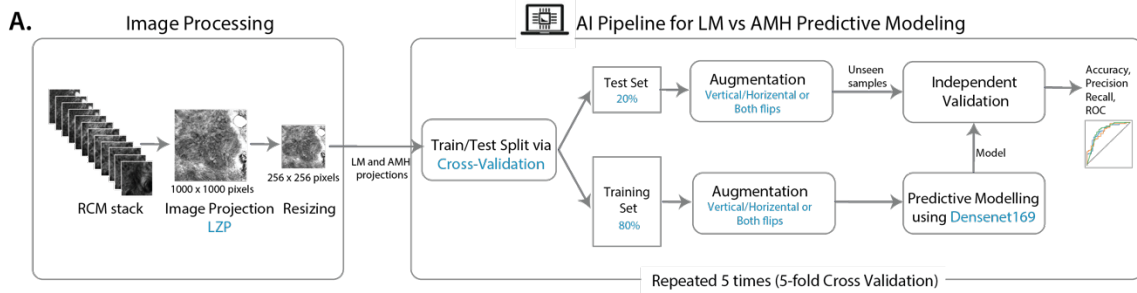 A.
Image Processing
RCM stack
1000 x 1000 pixels
Image Projection
LZP
256 x 256 pixels
Resizing
LM and AMH
projections
AI Pipeline for LM vs AMH Predictive Modeling
Train/Test Split via
Cross-Validation
Test Set
20%
Augmentation
Vertical/Horizontal or
Both flips
Unseen
samples
Independent
Validation
Accuracy,
Precision
Recall,
ROC
Training
Set
80%
Augmentation
Vertical/Horizontal or
Both flips
Model
Predictive Modelling
using Densenet169
Repeated 5 times (5-fold Cross Validation)